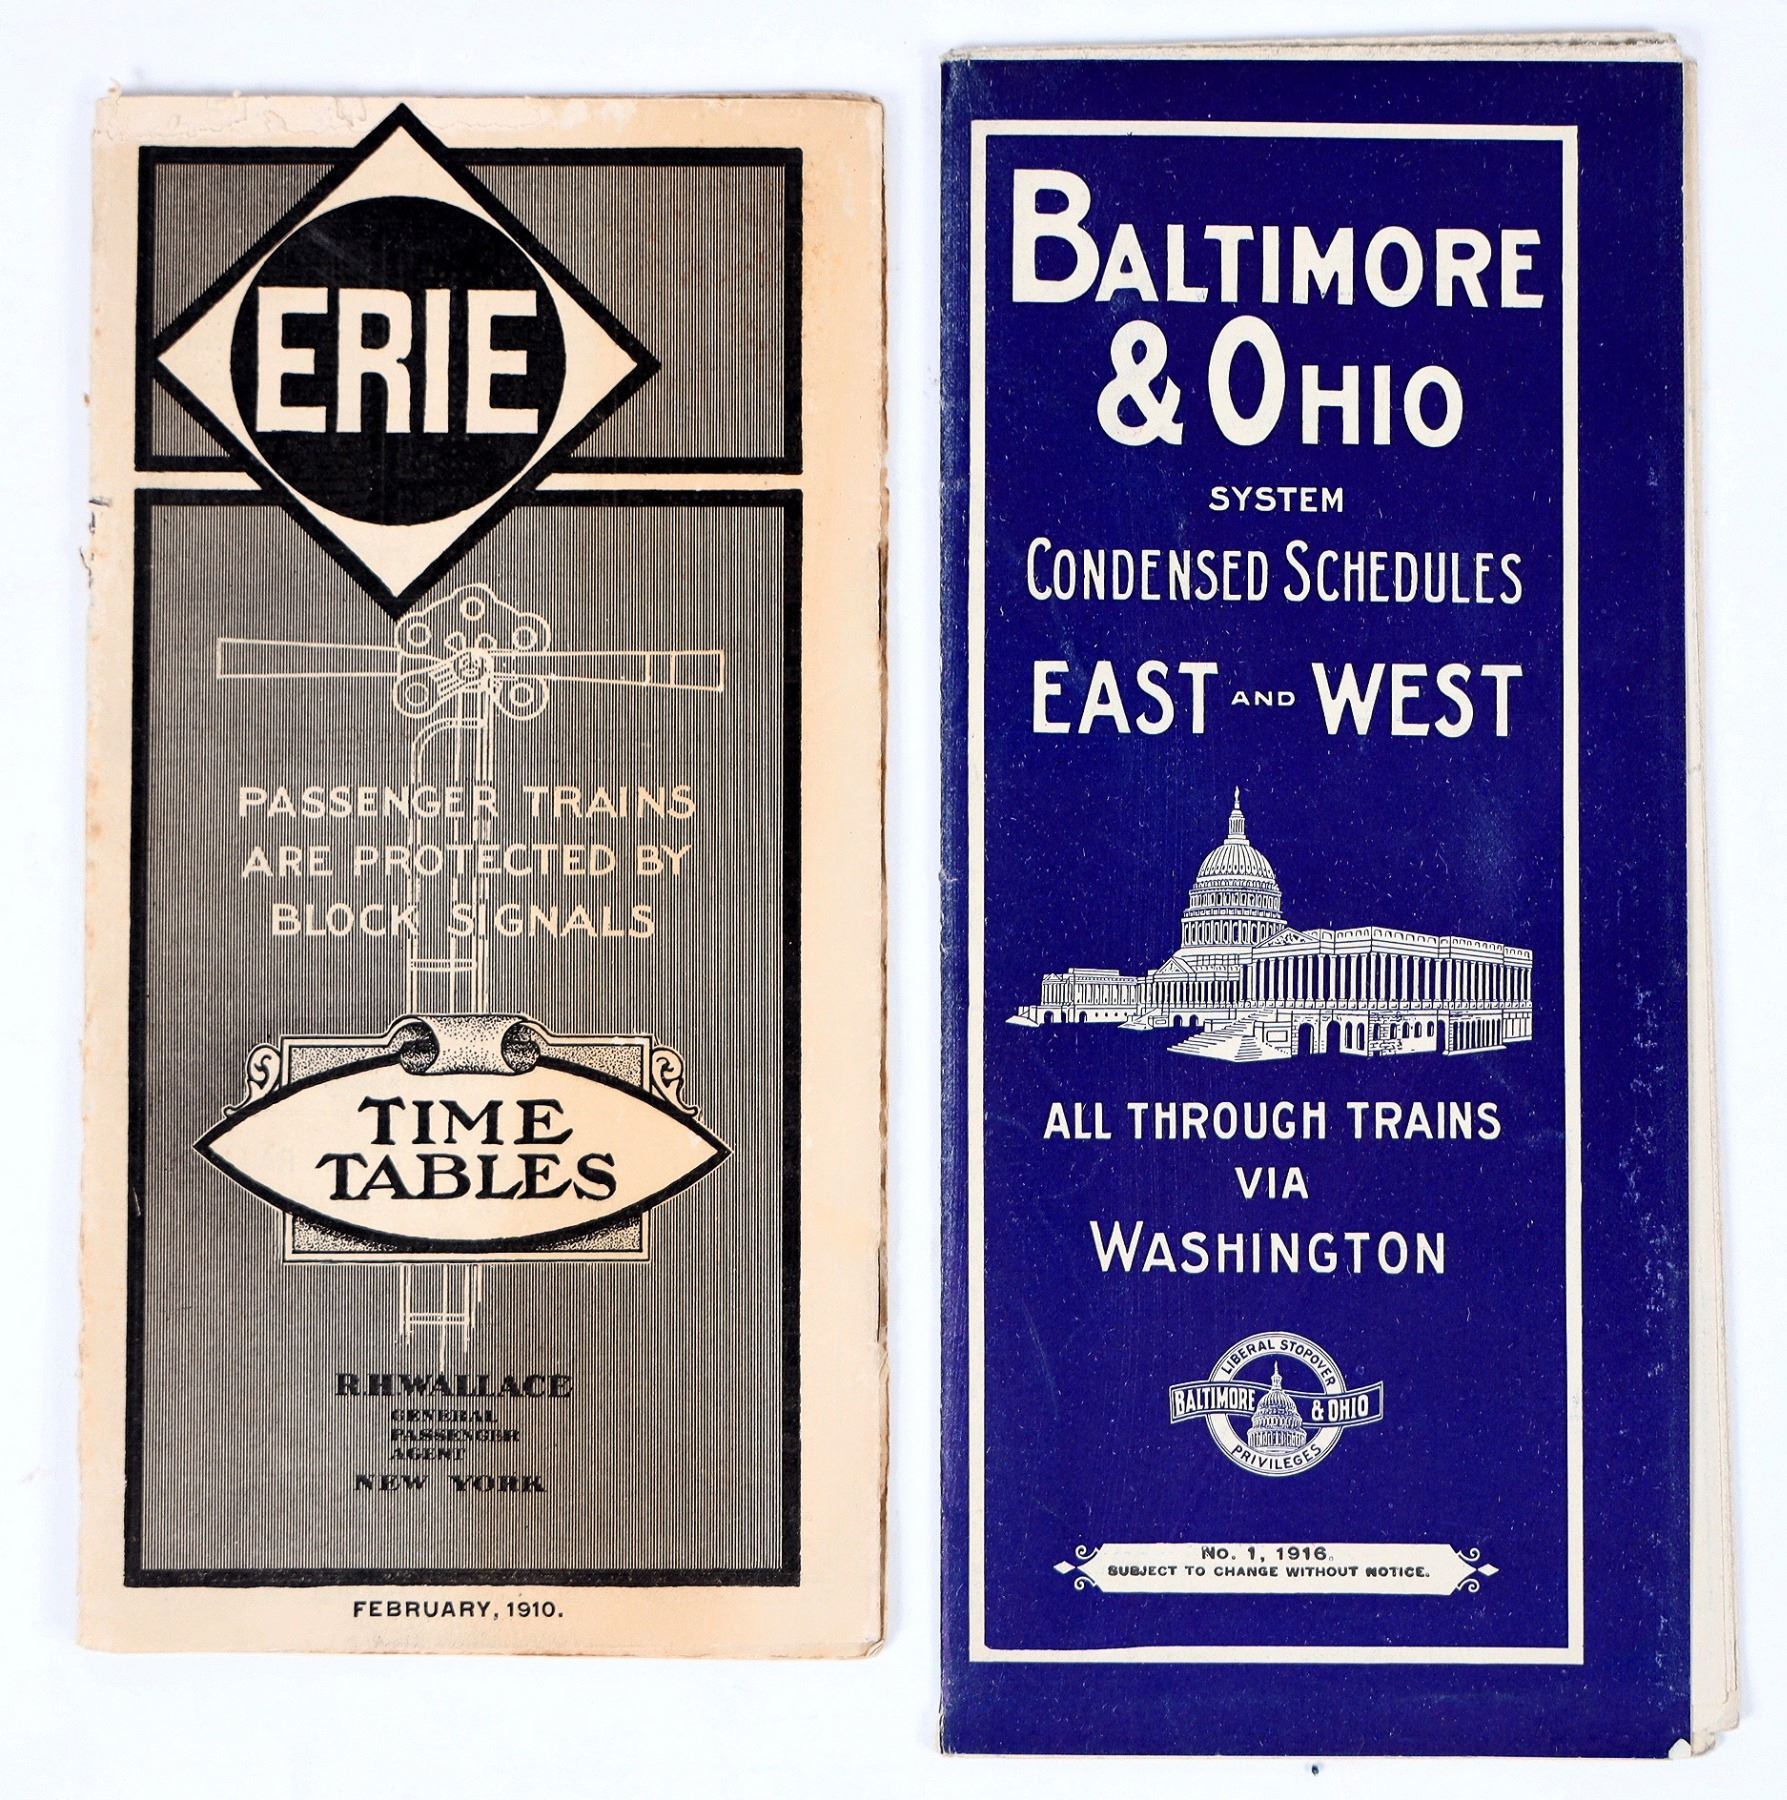 ERIE
PASSENGER TRAINS
ARE PROTECTED BY
BLOCK SIGNALS
TIME
TABLES
R.H. WALLACE
GENERAL
PASSENGER
AGENT
NEW YORK
FEBRUARY, 1910.
BALTIMORE
& OHIO
SYSTEM
CONDENSED SCHEDULES
EAST AND WEST
ALL THROUGH TRAINS
VIA
WASHINGTON
LIBERAL STOPOVER
BALTIMORE & OHIO
PRIVILEGES
No. 1, 1916.
SUBJECT TO CHANGE WITHOUT NOTICE.